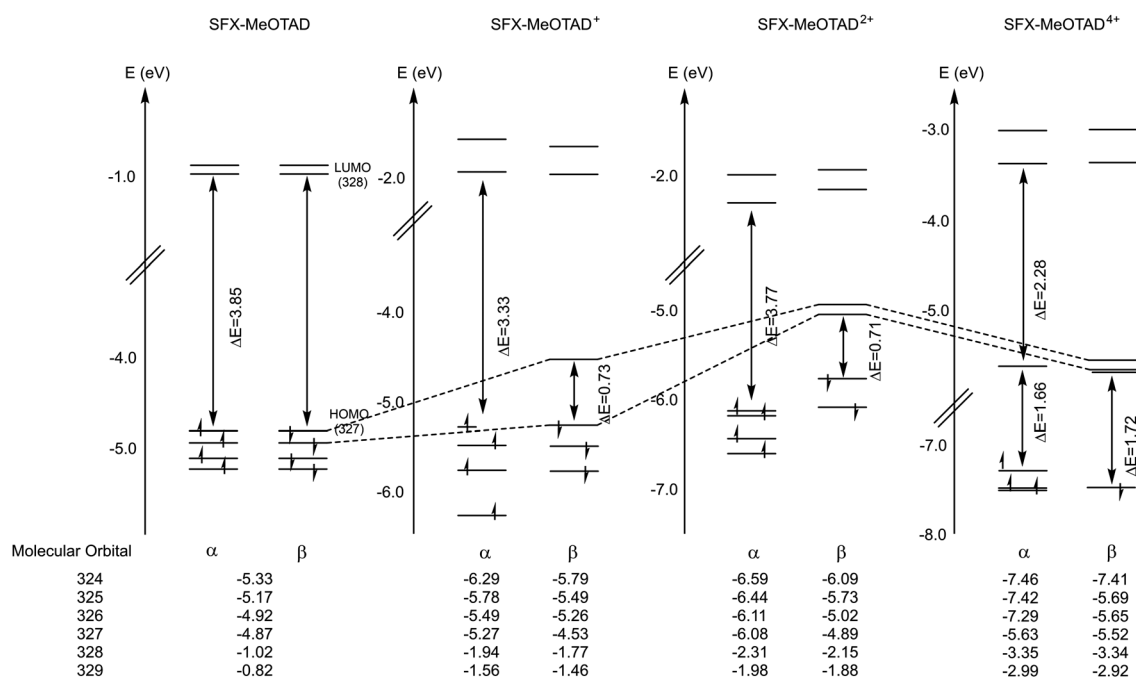 SFX-MeOTAD SFX-MeOTAD⁺ SFX-MeOTAD²⁺ SFX-MeOTAD⁴⁺
E (eV) E (eV) E (eV) E (eV)
-1.0
-4.0
-5.0
ΔE=3.85
LUMO
(328)
HOMO
(327)
-2.0
-4.0
-5.0
-6.0
ΔE=3.33
ΔE=0.73
-2.0
-5.0
-6.0
-7.0
ΔE=3.77
ΔE=0.71
-3.0
-4.0
-5.0
-7.0
-8.0
ΔE=2.28
ΔE=1.66
ΔE=1.72
Molecular Orbital α β α β α β α β
324 -5.33 -6.29 -5.79 -6.59 -6.09 -7.46 -7.41
325 -5.17 -5.78 -5.49 -6.44 -5.73 -7.42 -5.69
326 -4.92 -5.49 -5.26 -6.11 -5.02 -7.29 -5.65
327 -4.87 -5.27 -4.53 -6.08 -4.89 -5.63 -5.52
328 -1.02 -1.94 -1.77 -2.31 -2.15 -3.35 -3.34
329 -0.82 -1.56 -1.46 -1.98 -1.88 -2.99 -2.92